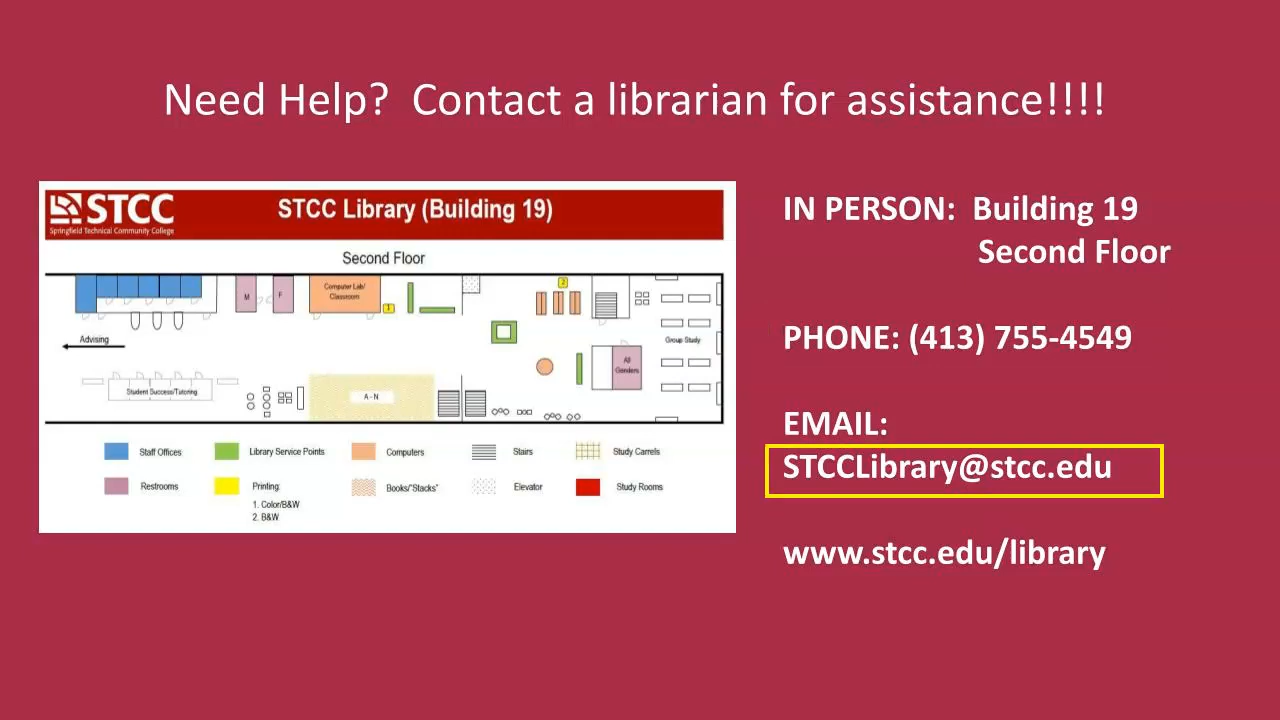 Need Help?  Contact a librarian for assistance!!!!
STCC
Springfield Technical Community College
STCC Library (Building 19)
Second Floor
M
F
Computer Lab/
Classroom
1
2
Advising
Group Study
All
Genders
Student Success/Tutoring
A - N
Staff Offices
Library Service Points
Computers
Stairs
Study Carrels
Restrooms
Printing:
1. Color/B&W
2. B&W
Books/"Stacks"
Elevator
Study Rooms
IN PERSON:  Building 19
Second Floor
PHONE: (413) 755-4549
EMAIL:
STCCLibrary@stcc.edu
www.stcc.edu/library